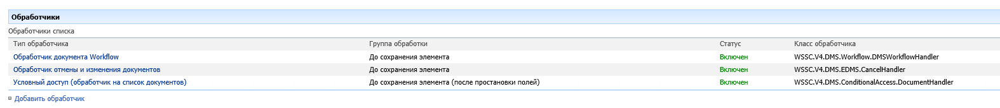 Обработчики
Обработчики списка
Тип обработчика Группа обработки Статус Класс обработчика
Обработчик документа Workflow До сохранения элемента Включен WSSC.V4.DMS.Workflow.DMSWorkflowHandler
Обработчик отмены и изменения документов До сохранения элемента Включен WSSC.V4.DMS.EDMS.CancelHandler
Условный доступ (обработчик на список документов) До сохранения элемента (после простановки полей) Включен WSSC.V4.DMS.ConditionalAccess.DocumentHandler
Добавить обработчик